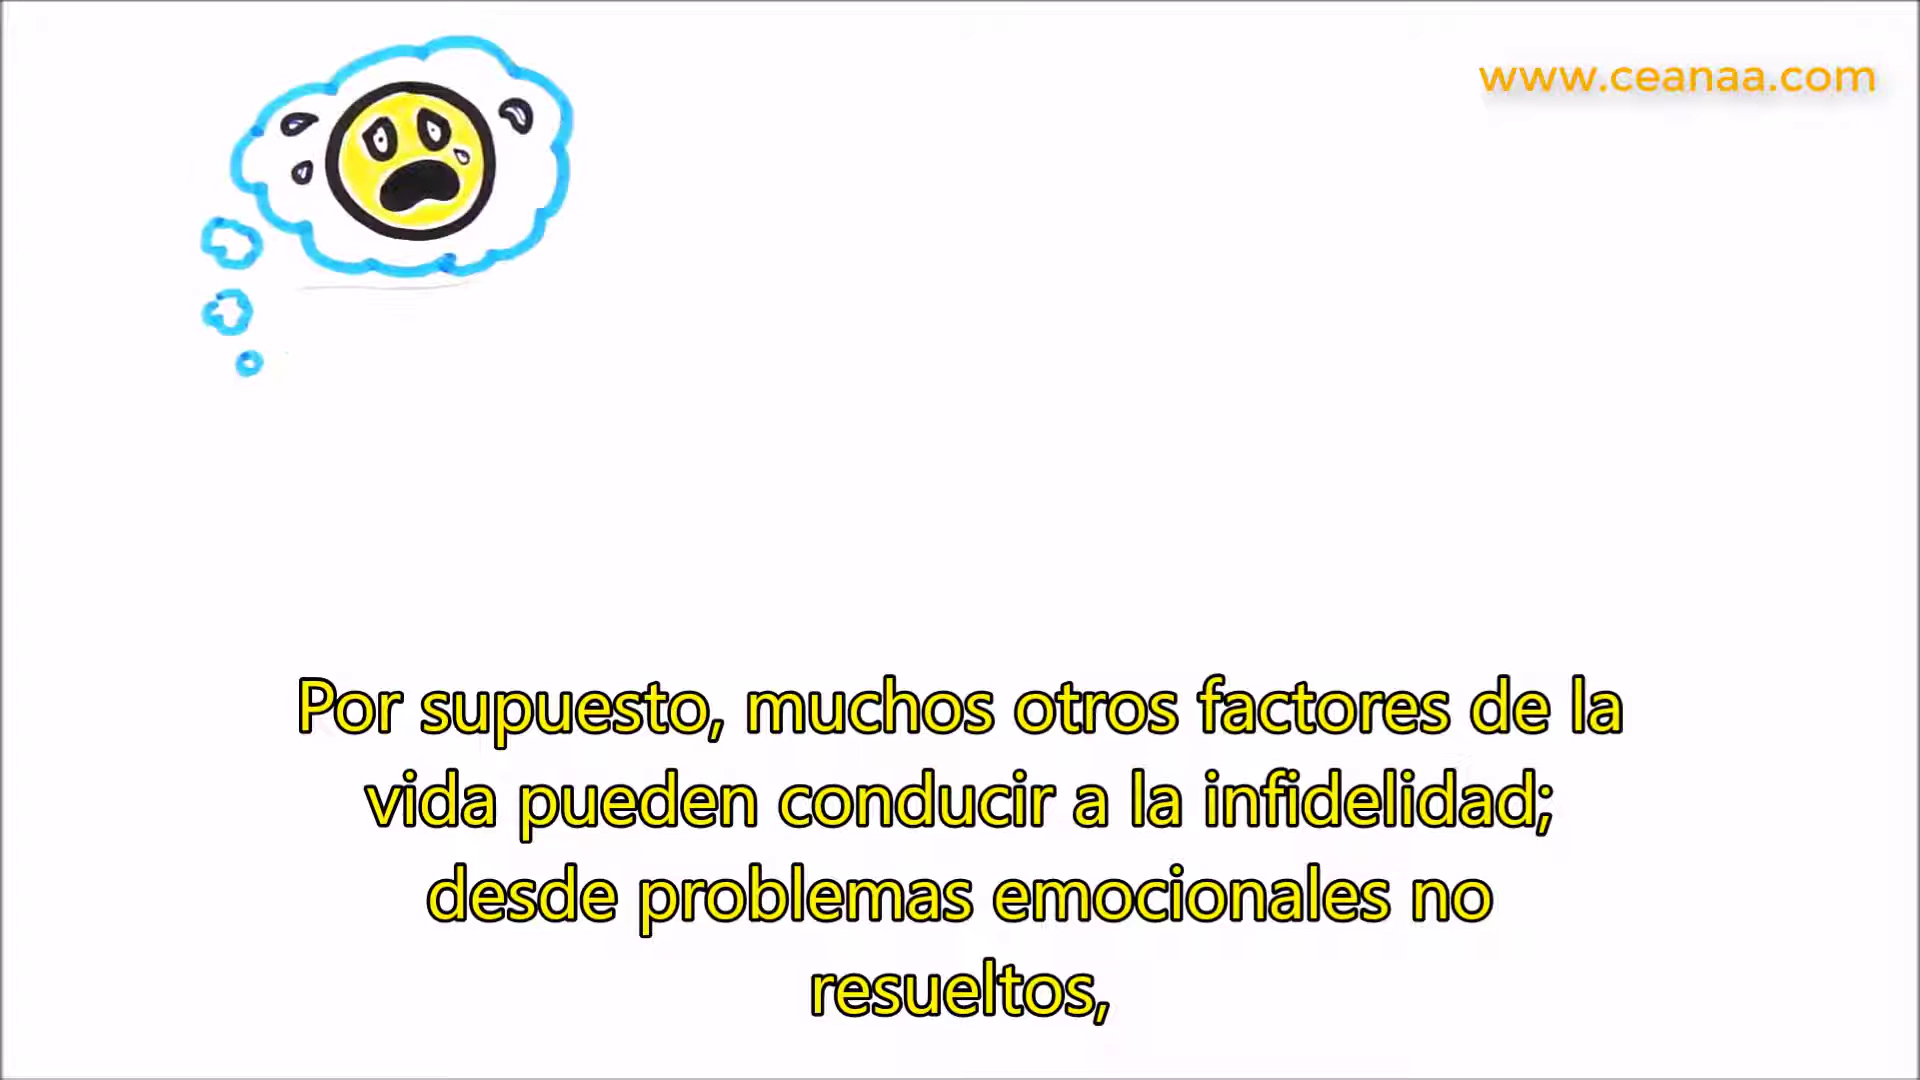 www.ceanaa.com
Por supuesto, muchos otros factores de la
vida pueden conducir a la infidelidad;
desde problemas emocionales no
resueltos,